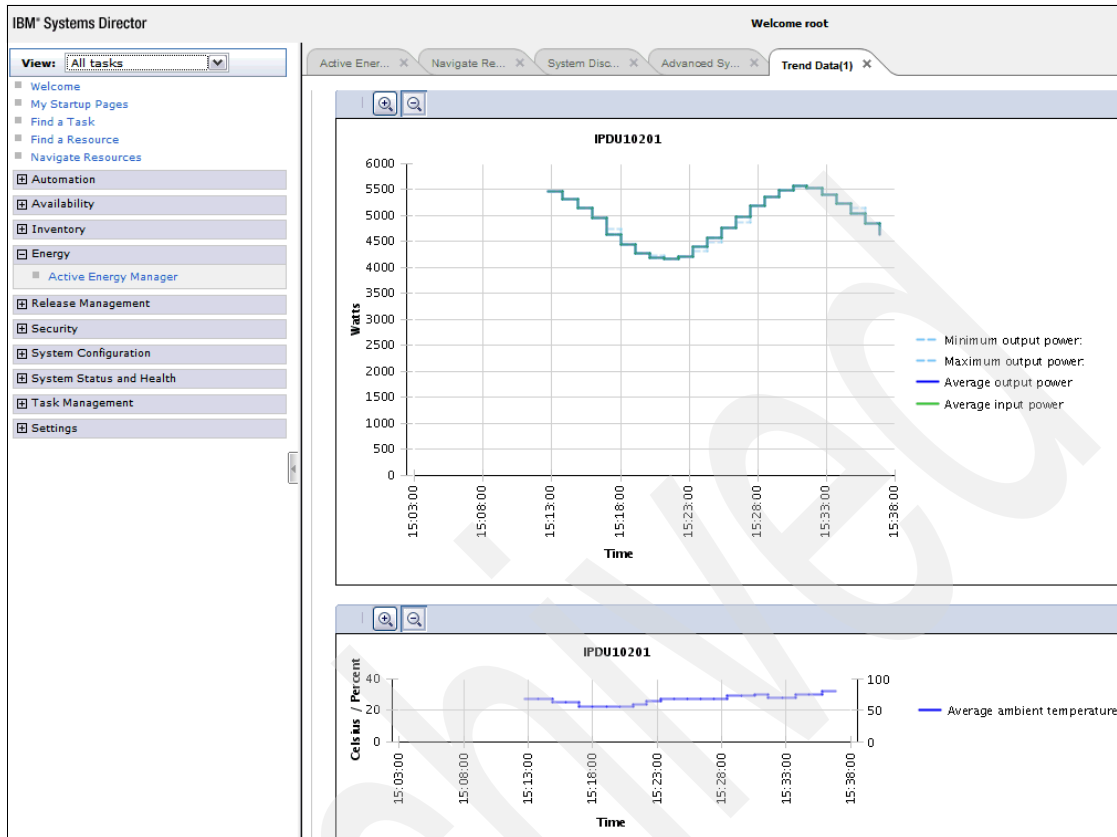 IBM® Systems Director
Welcome root
View: All tasks
Welcome
My Startup Pages
Find a Task
Find a Resource
Navigate Resources
Automation
Availability
Inventory
Energy
Active Energy Manager
Release Management
Security
System Configuration
System Status and Health
Task Management
Settings
Active Ener... Navigate Re... System Disc... Advanced Sy... Trend Data(1)
IPDU10201
6000
5500
5000
4500
4000
3500
3000
2500
2000
1500
1000
500
0
Watts
15:03:00 15:08:00 15:13:00 15:18:00 15:23:00 15:28:00 15:33:00 15:38:00
Time
Minimum output power:
Maximum output power:
Average output power
Average input power
IPDU10201
Celsius / Percent
40
20
0
100
50
0
15:03:00 15:08:00 15:13:00 15:18:00 15:23:00 15:28:00 15:33:00 15:38:00
Time
Average ambient temperature
hived